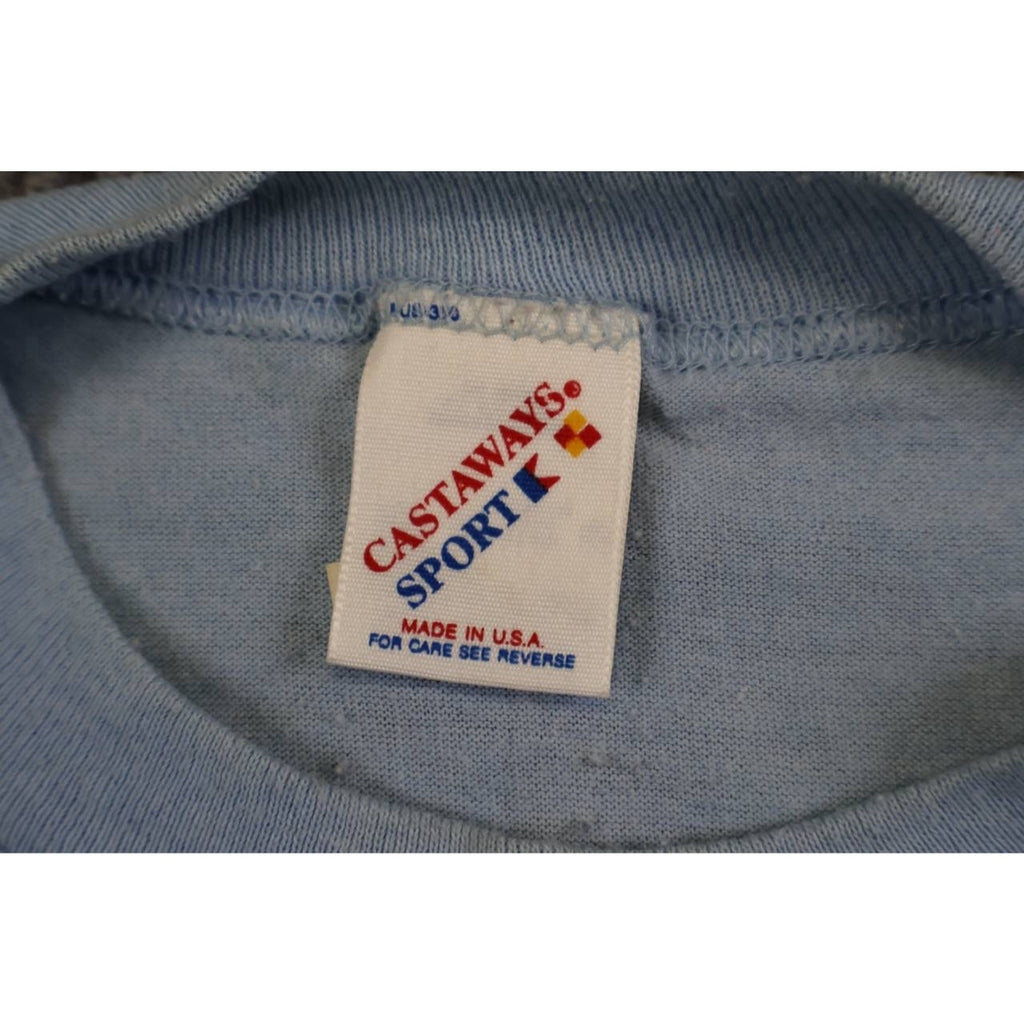 CASTAWAYS®
SPORT
MADE IN U.S.A.
FOR CARE SEE REVERSE